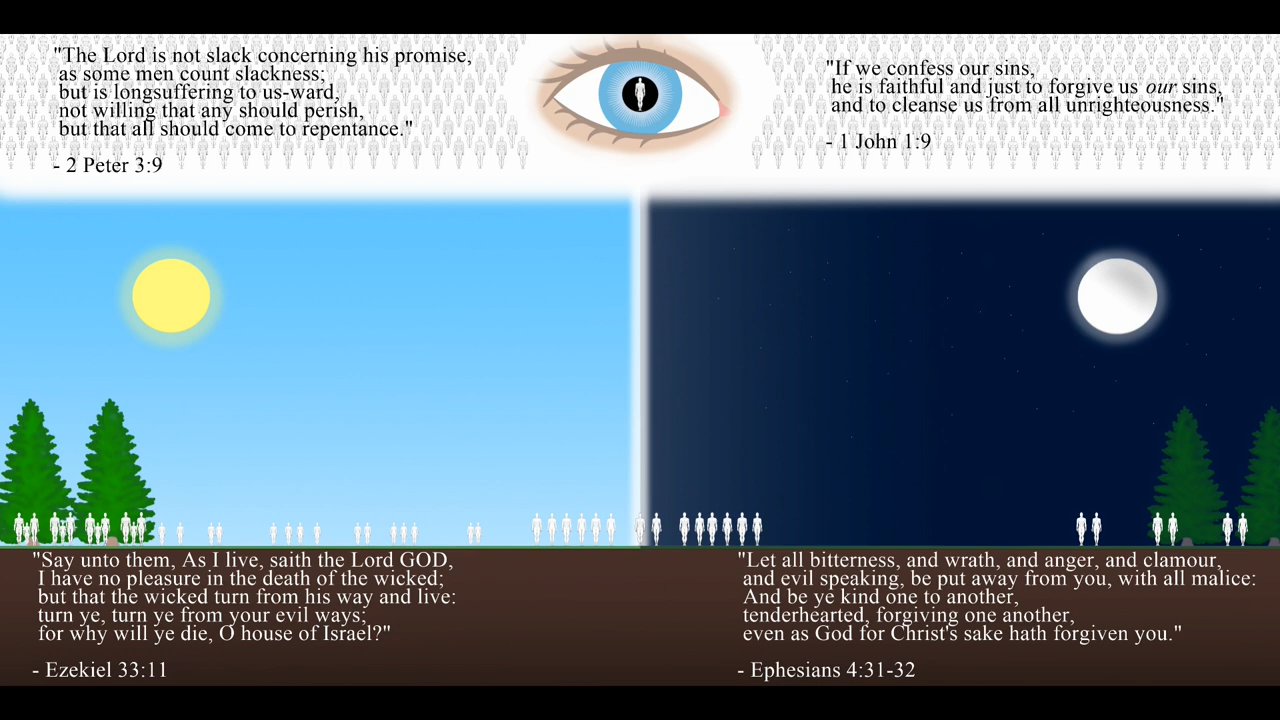 "The Lord is not slack concerning his promise,
as some men count slackness;
but is longsuffering to us-ward,
not willing that any should perish,
but that all should come to repentance."
- 2 Peter 3:9
"If we confess our sins,
he is faithful and just to forgive us our sins,
and to cleanse us from all unrighteousness."
- 1 John 1:9
"Say unto them, As I live, saith the Lord GOD,
I have no pleasure in the death of the wicked;
but that the wicked turn from his way and live:
turn ye, turn ye from your evil ways;
for why will ye die, O house of Israel?"
- Ezekiel 33:11
"Let all bitterness, and wrath, and anger, and clamour,
and evil speaking, be put away from you, with all malice:
And be ye kind one to another,
tenderhearted, forgiving one another,
even as God for Christ's sake hath forgiven you."
- Ephesians 4:31-32